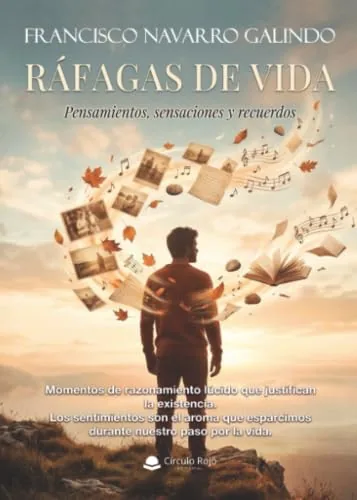 FRANCISCO NAVARRO GALINDO
RÁFAGAS DE VIDA
Pensamientos, sensaciones y recuerdos
Momentos de razonamiento lúcido que justifican
la existencia.
Los sentimientos son el aroma que esparcimos
durante nuestro paso por la vida.
Círculo Rojo